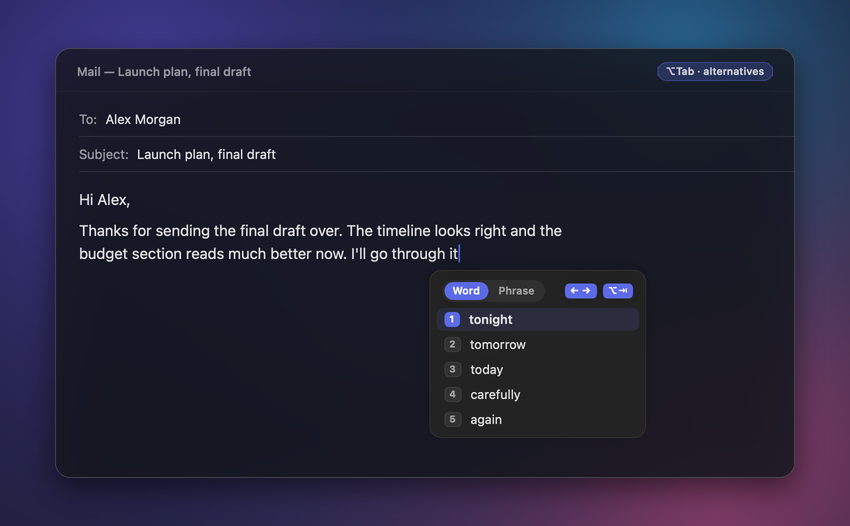 Mail — Launch plan, final draft
⌥Tab · alternatives
To: Alex Morgan
Subject: Launch plan, final draft
Hi Alex,
Thanks for sending the final draft over. The timeline looks right and the
budget section reads much better now. I'll go through it
Word Phrase ← → ⌥⇥
1 tonight
2 tomorrow
3 today
4 carefully
5 again